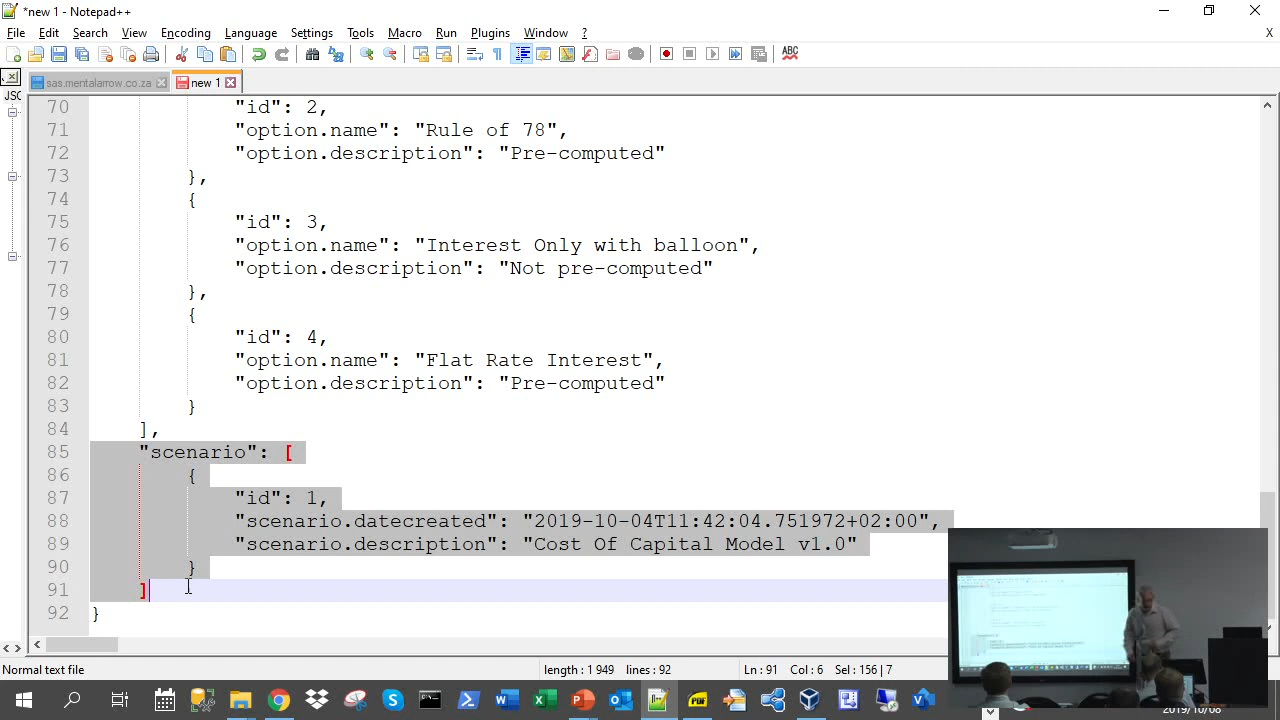 *new 1 - Notepad++
File Edit Search View Encoding Language Settings Tools Macro Run Plugins Window ? X
sas.mentalarrow.co.za new 1
JSC
70 "id": 2,
71 "option.name": "Rule of 78",
72 "option.description": "Pre-computed"
73 },
74 {
75 "id": 3,
76 "option.name": "Interest Only with balloon",
77 "option.description": "Not pre-computed"
78 },
79 {
80 "id": 4,
81 "option.name": "Flat Rate Interest",
82 "option.description": "Pre-computed"
83 }
84 ],
85 "scenario": [
86 {
87 "id": 1,
88 "scenario.datecreated": "2019-10-04T11:42:04.751972+02:00",
89 "scenario.description": "Cost Of Capital Model v1.0"
90 }
91 ]
92 }
Normal text file length : 1 949 lines : 92 Ln : 91 Col : 6 Sel : 156 | 7
2019/10/08